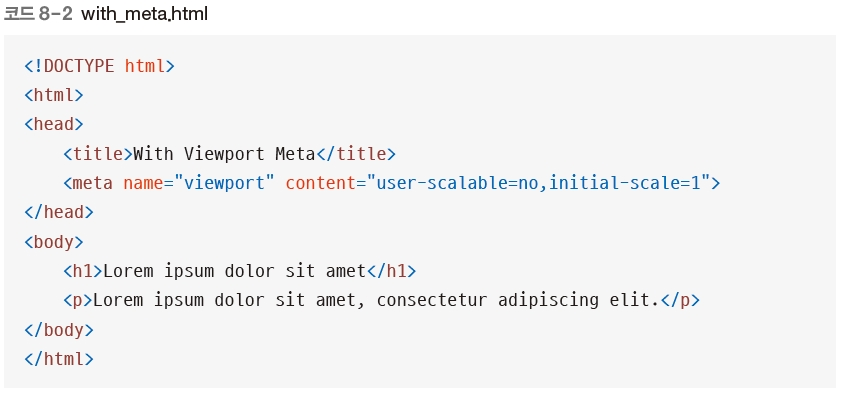 코드 8-2 with_meta.html
<!DOCTYPE html>
<html>
<head>
    <title>With Viewport Meta</title>
    <meta name="viewport" content="user-scalable=no,initial-scale=1">
</head>
<body>
    <h1>Lorem ipsum dolor sit amet</h1>
    <p>Lorem ipsum dolor sit amet, consectetur adipiscing elit.</p>
</body>
</html>